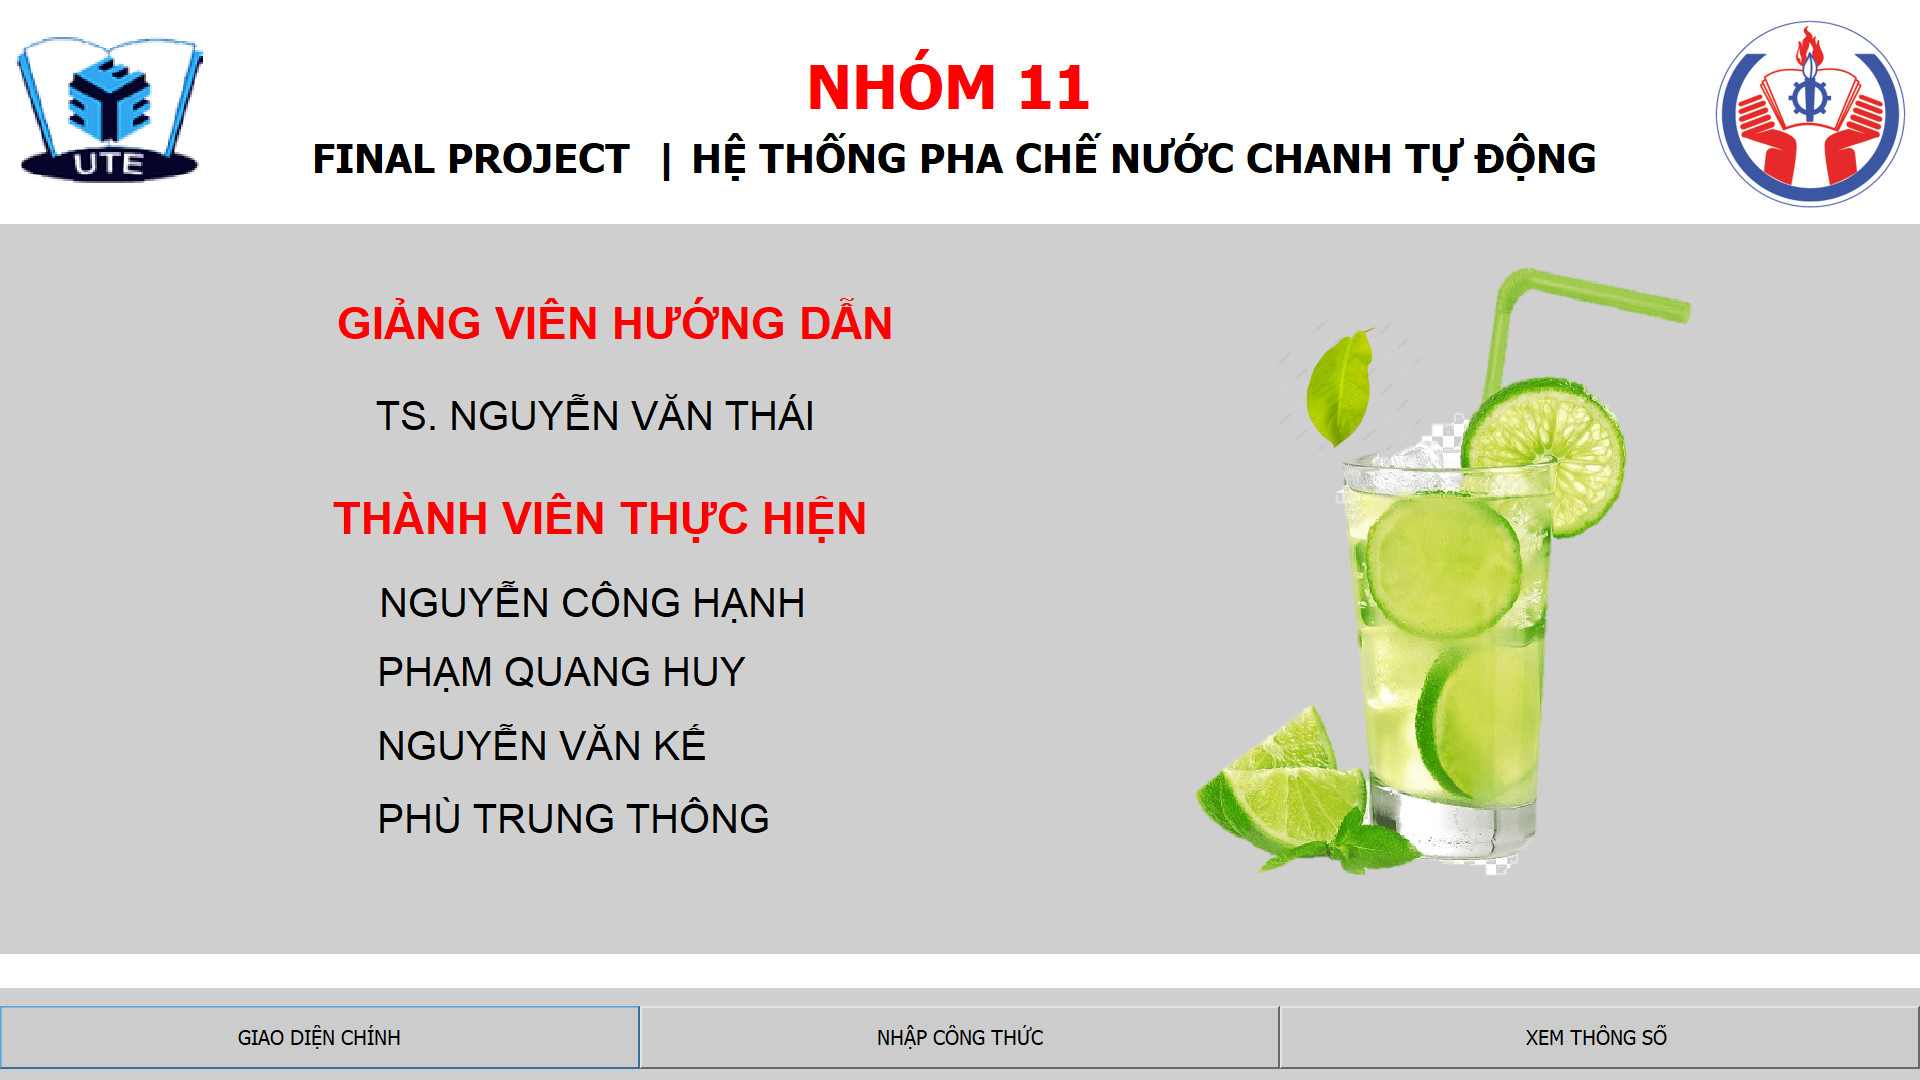 NHÓM 11
UTE
FINAL PROJECT | HỆ THỐNG PHA CHẾ NƯỚC CHANH TỰ ĐỘNG
GIẢNG VIÊN HƯỚNG DẪN
TS. NGUYỄN VĂN THÁI
THÀNH VIÊN THỰC HIỆN
NGUYỄN CÔNG HẠNH
PHẠM QUANG HUY
NGUYỄN VĂN KẾ
PHÙ TRUNG THÔNG
GIAO DIỆN CHÍNH
NHẬP CÔNG THỨC
XEM THÔNG SỐ